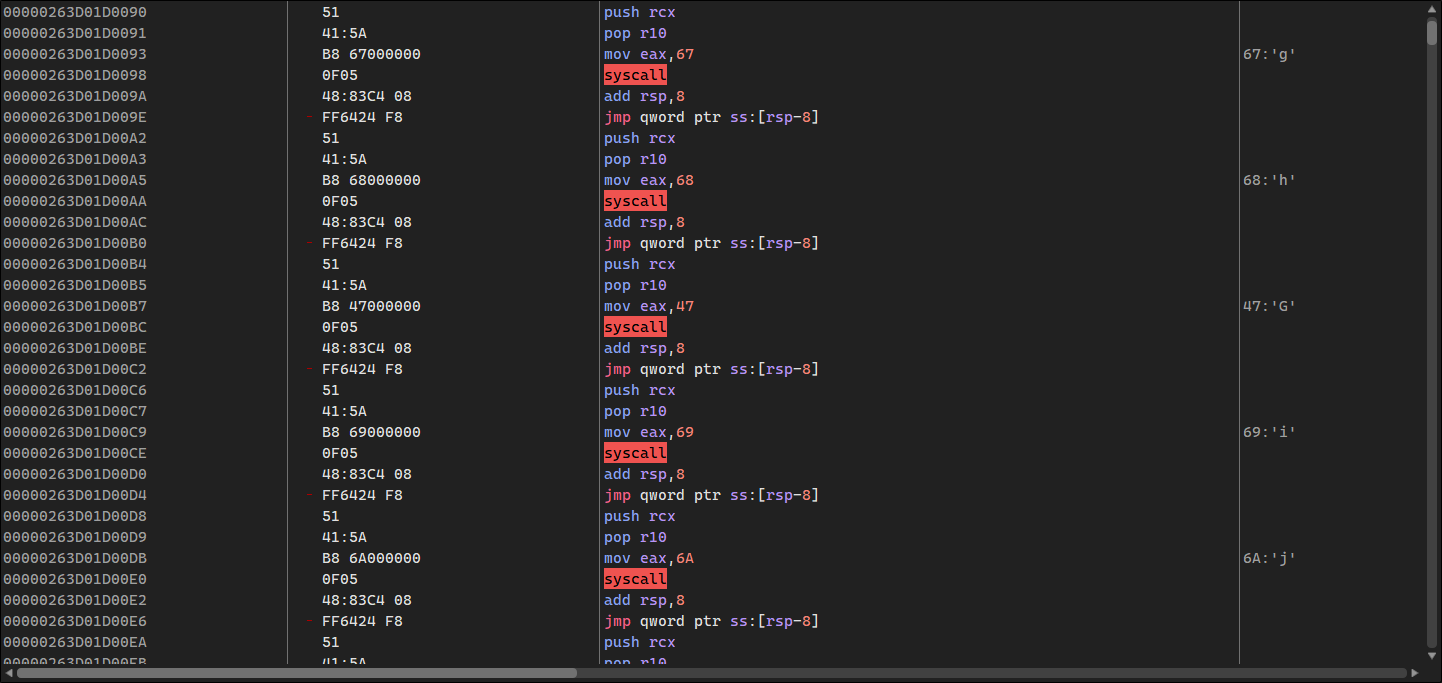 00000263D01D0090 51 push rcx
00000263D01D0091 41:5A pop r10
00000263D01D0093 B8 67000000 mov eax,67 67:'g'
00000263D01D0098 0F05 syscall
00000263D01D009A 48:83C4 08 add rsp,8
00000263D01D009E - FF6424 F8 jmp qword ptr ss:[rsp-8]
00000263D01D00A2 51 push rcx
00000263D01D00A3 41:5A pop r10
00000263D01D00A5 B8 68000000 mov eax,68 68:'h'
00000263D01D00AA 0F05 syscall
00000263D01D00AC 48:83C4 08 add rsp,8
00000263D01D00B0 - FF6424 F8 jmp qword ptr ss:[rsp-8]
00000263D01D00B4 51 push rcx
00000263D01D00B5 41:5A pop r10
00000263D01D00B7 B8 47000000 mov eax,47 47:'G'
00000263D01D00BC 0F05 syscall
00000263D01D00BE 48:83C4 08 add rsp,8
00000263D01D00C2 - FF6424 F8 jmp qword ptr ss:[rsp-8]
00000263D01D00C6 51 push rcx
00000263D01D00C7 41:5A pop r10
00000263D01D00C9 B8 69000000 mov eax,69 69:'i'
00000263D01D00CE 0F05 syscall
00000263D01D00D0 48:83C4 08 add rsp,8
00000263D01D00D4 - FF6424 F8 jmp qword ptr ss:[rsp-8]
00000263D01D00D8 51 push rcx
00000263D01D00D9 41:5A pop r10
00000263D01D00DB B8 6A000000 mov eax,6A 6A:'j'
00000263D01D00E0 0F05 syscall
00000263D01D00E2 48:83C4 08 add rsp,8
00000263D01D00E6 - FF6424 F8 jmp qword ptr ss:[rsp-8]
00000263D01D00EA 51 push rcx
00000263D01D00EB 41:5A pop r10